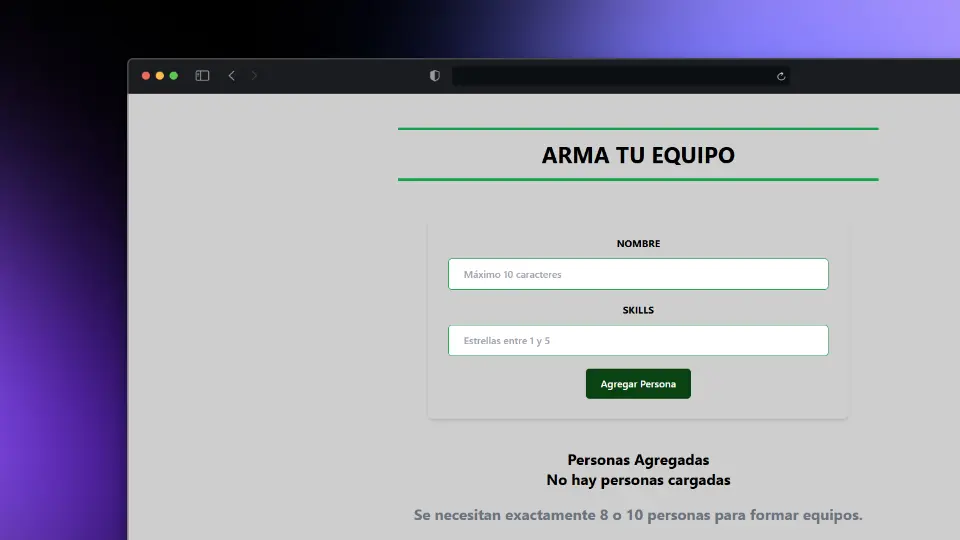 ARMA TU EQUIPO
NOMBRE
Máximo 10 caracteres
SKILLS
Estrellas entre 1 y 5
Agregar Persona
Personas Agregadas
No hay personas cargadas
Se necesitan exactamente 8 o 10 personas para formar equipos.